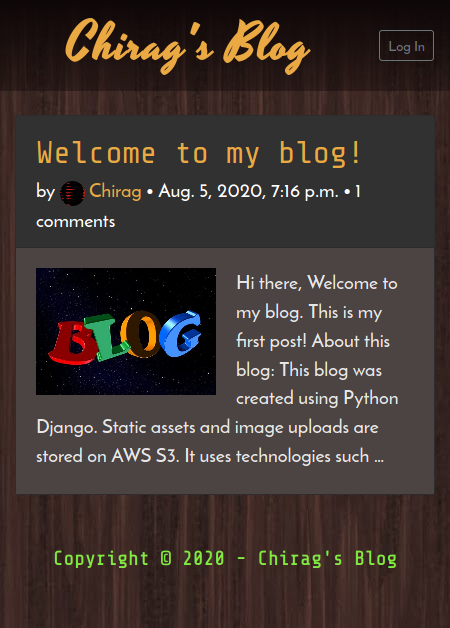 Chirag's Blog
Log In
Welcome to my blog!
by Chirag • Aug. 5, 2020, 7:16 p.m. • 1
comments
BLOG
Hi there, Welcome to
my blog. This is my
first post! About this
blog: This blog was
created using Python
Django. Static assets and image uploads are
stored on AWS S3. It uses technologies such ...
Copyright © 2020 - Chirag's Blog